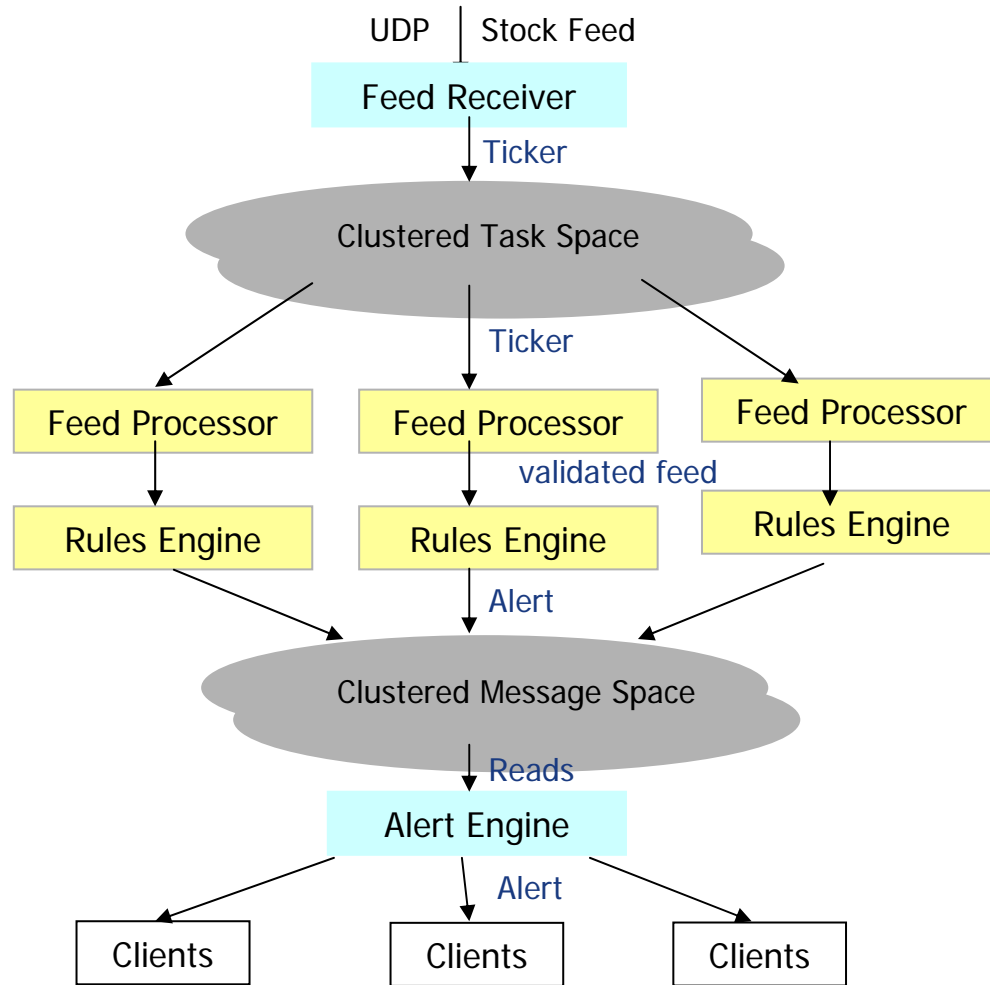 UDP
Stock Feed
Feed Receiver
Ticker
Clustered Task Space
Ticker
Feed Processor
Feed Processor
Feed Processor
validated feed
Rules Engine
Rules Engine
Rules Engine
Alert
Clustered Message Space
Reads
Alert Engine
Alert
Clients
Clients
Clients